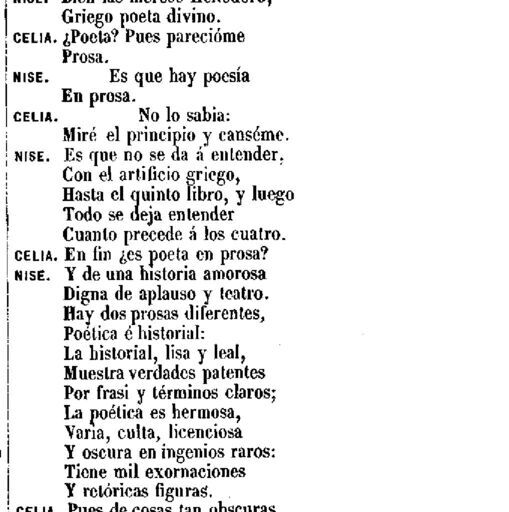 NISE. Bien las merece Heliodoro,
Griego poeta divino.
CELIA. ¿Poeta? Pues parecióme
Prosa.
NISE. Es que hay poesía
En prosa.
CELIA. No lo sabia:
Miré el principio y canséme.
NISE. Es que no se da á entender,
Con el artificio griego,
Hasta el quinto libro, y luego
Todo se deja entender
Cuanto precede á los cuatro.
CELIA. En fin ¿es poeta en prosa?
NISE. Y de una historia amorosa
Digna de aplauso y teatro.
Hay dos prosas diferentes,
Poética é historial:
La historial, lisa y leal,
Muestra verdades patentes
Por frasi y términos claros;
La poética es hermosa,
Varia, culta, licenciosa
Y oscura en ingenios raros:
Tiene mil exornaciones
Y retóricas figuras.
CELIA. Pues de cosas tan obscuras